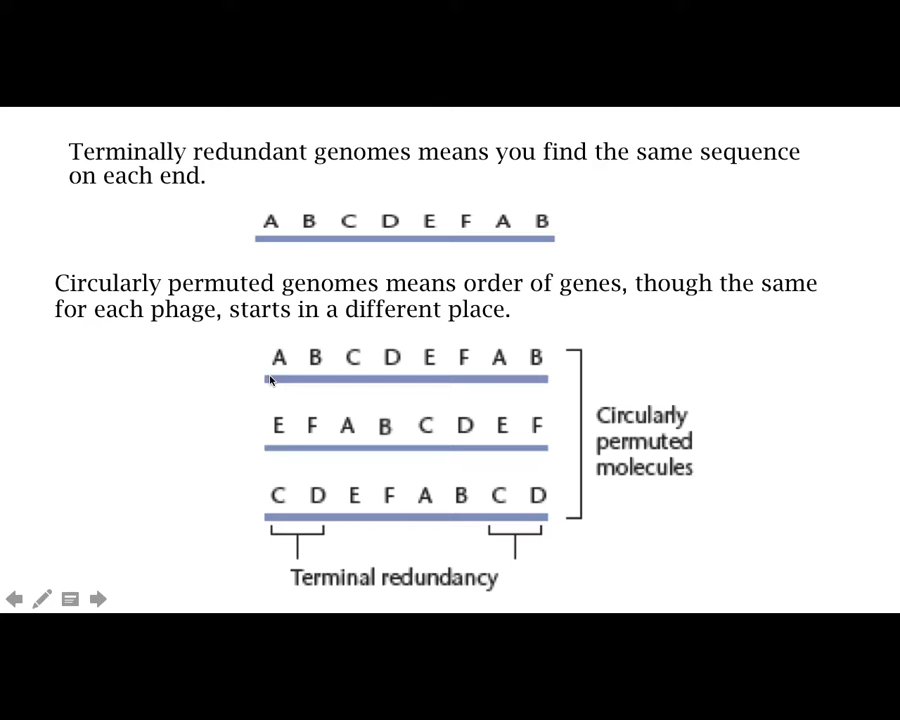 Terminally redundant genomes means you find the same sequence
on each end.
A B C D E F A B
Circularly permuted genomes means order of genes, though the same
for each phage, starts in a different place.
A B C D E F A B
E F A B C D E F
C D E F A B C D
Circularly
permuted
molecules
Terminal redundancy